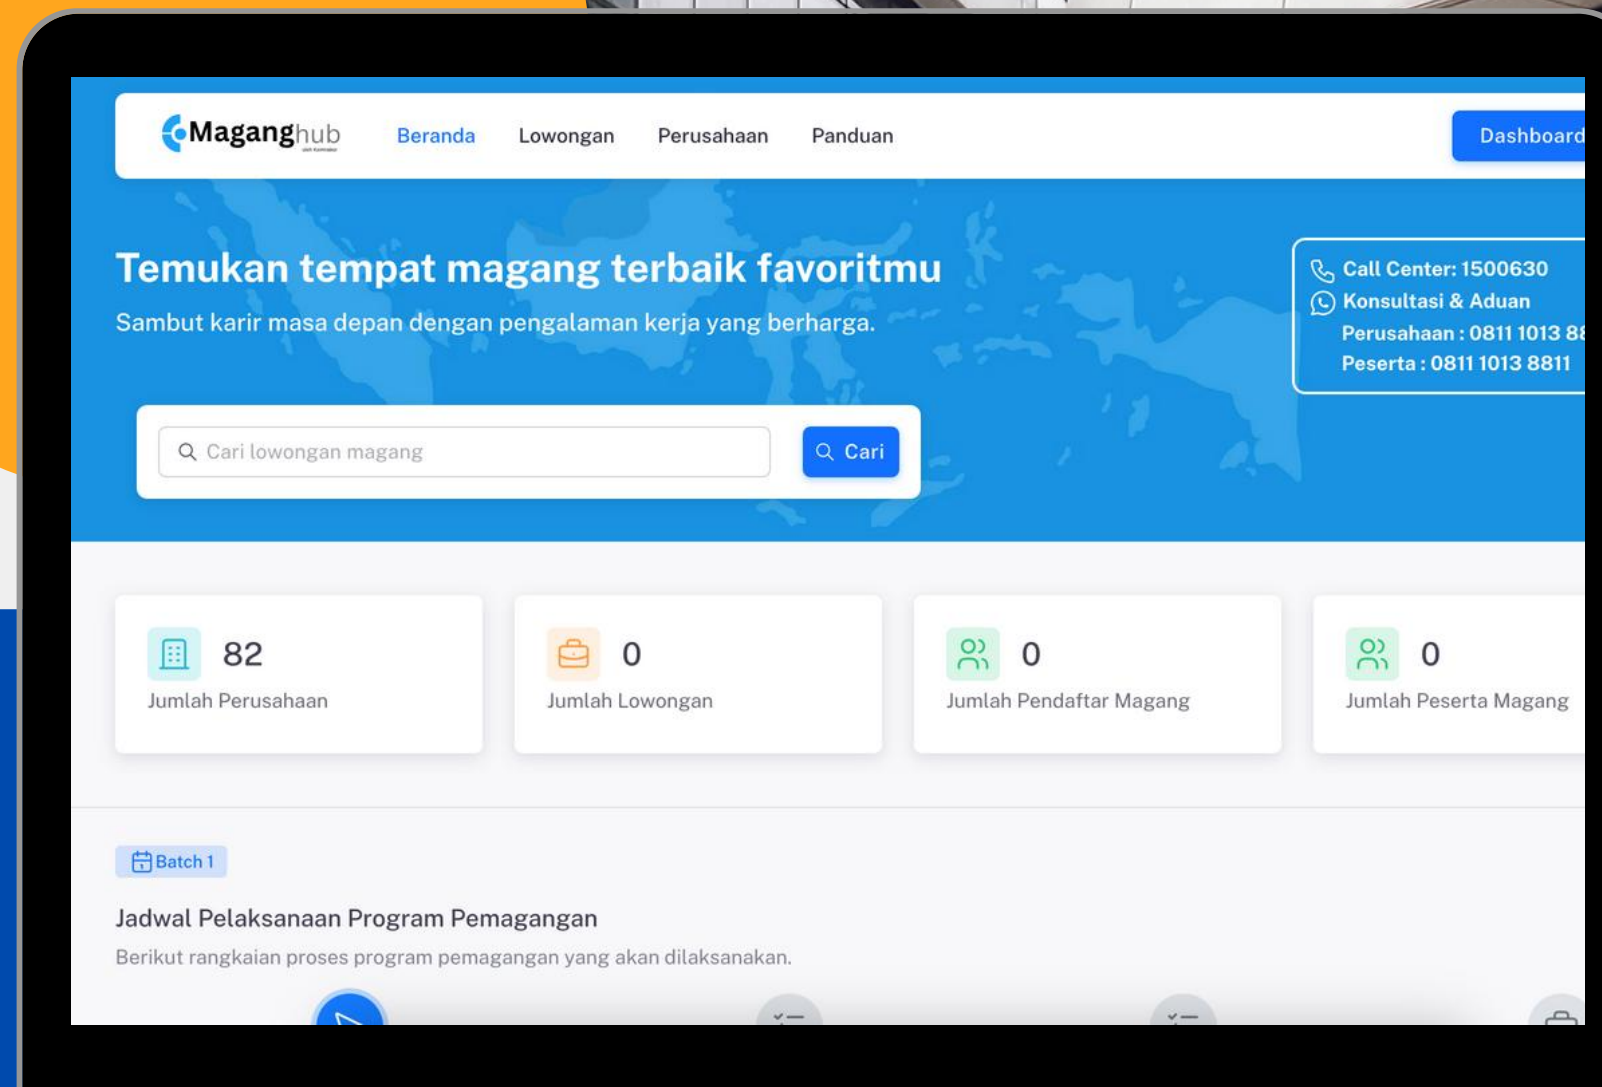 Maganghub
Beranda
Lowongan
Perusahaan
Panduan
Dashboard
Temukan tempat magang terbaik favoritmu
Sambut karir masa depan dengan pengalaman kerja yang berharga.
Call Center: 1500630
Konsultasi & Aduan
Perusahaan : 0811 1013
Peserta : 0811 1013 8811
Cari lowongan magang
Cari
82
Jumlah Perusahaan
0
Jumlah Lowongan
0
Jumlah Pendaftar Magang
0
Jumlah Peserta Magang
Batch 1
Jadwal Pelaksanaan Program Pemagangan
Berikut rangkaian proses program pemagangan yang akan dilaksanakan.